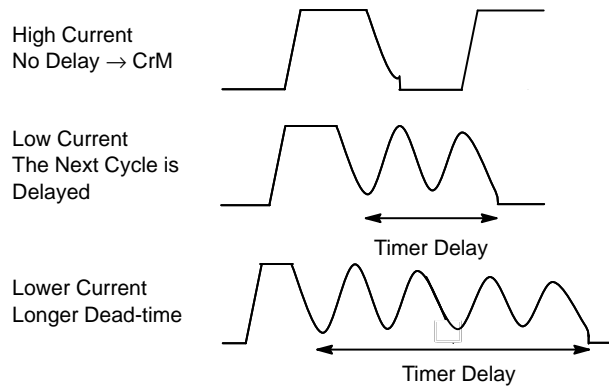 High Current
No Delay → CrM
Low Current
The Next Cycle is
Delayed
Timer Delay
Lower Current
Longer Dead-time
Timer Delay